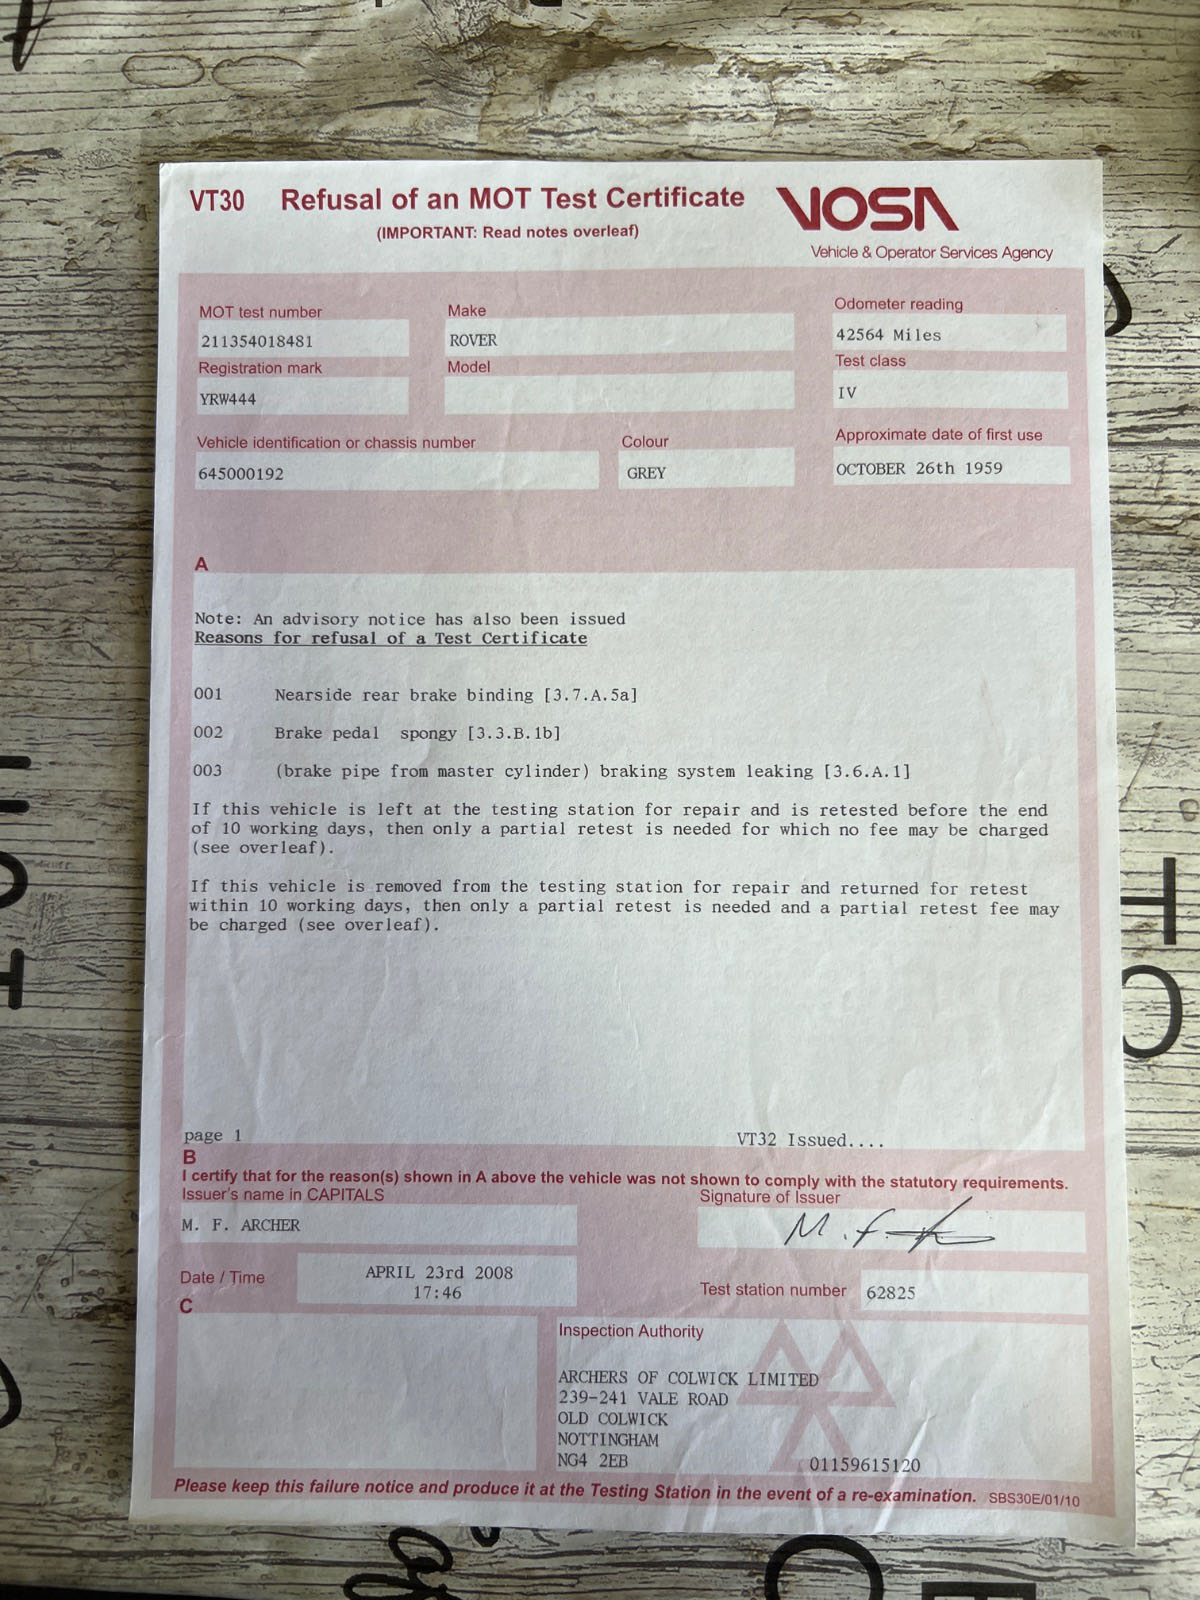 VT30 Refusal of an MOT Test Certificate VOSA
(IMPORTANT: Read notes overleaf)
Vehicle & Operator Services Agency
MOT test number
211354018481
Make
ROVER
Odometer reading
42564 Miles
Registration mark
YRW444
Model
Test class
IV
Vehicle identification or chassis number
645000192
Colour
GREY
Approximate date of first use
OCTOBER 26th 1959
A
Note: An advisory notice has also been issued
Reasons for refusal of a Test Certificate
001 Nearside rear brake binding [3.7.A.5a]
002 Brake pedal spongy [3.3.B.1b]
003 (brake pipe from master cylinder) braking system leaking [3.6.A.1]
If this vehicle is left at the testing station for repair and is retested before the end
of 10 working days, then only a partial retest is needed for which no fee may be charged
(see overleaf).
If this vehicle is removed from the testing station for repair and returned for retest
within 10 working days, then only a partial retest is needed and a partial retest fee may
be charged (see overleaf).
page 1 VT32 Issued....
B
I certify that for the reason(s) shown in A above the vehicle was not shown to comply with the statutory requirements.
Issuer's name in CAPITALS
M. F. ARCHER
Signature of Issuer
Date / Time
APRIL 23rd 2008
17:46
Test station number 62825
C
Inspection Authority
ARCHERS OF COLWICK LIMITED
239-241 VALE ROAD
OLD COLWICK
NOTTINGHAM
NG4 2EB 01159615120
Please keep this failure notice and produce it at the Testing Station in the event of a re-examination. SBS30E/01/10